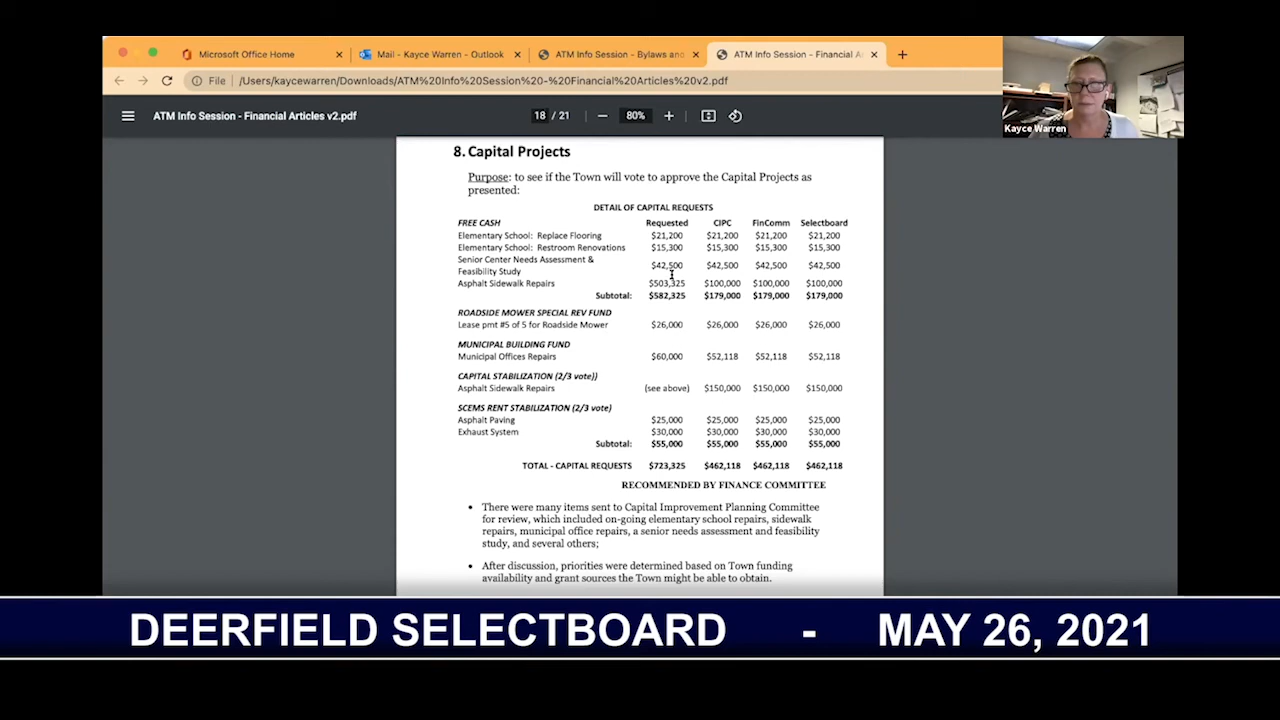 Microsoft Office Home
Mail - Kayce Warren - Outlook
ATM Info Session - Bylaws and
ATM Info Session - Financial A
File /Users/kaycewarren/Downloads/ATM%20Info%20Session%20-%20Financial%20Articles%20v2.pdf
Kayce Warren
ATM Info Session - Financial Articles v2.pdf
18 / 21
80%
8. Capital Projects
Purpose: to see if the Town will vote to approve the Capital Projects as
presented:
DETAIL OF CAPITAL REQUESTS
FREE CASH Requested CIPC FinComm Selectboard
Elementary School: Replace Flooring $21,200 $21,200 $21,200 $21,200
Elementary School: Restroom Renovations $15,300 $15,300 $15,300 $15,300
Senior Center Needs Assessment &
Feasibility Study $42,500 $42,500 $42,500 $42,500
Asphalt Sidewalk Repairs $503,325 $100,000 $100,000 $100,000
Subtotal: $582,325 $179,000 $179,000 $179,000
ROADSIDE MOWER SPECIAL REV FUND
Lease pmt #5 of 5 for Roadside Mower $26,000 $26,000 $26,000 $26,000
MUNICIPAL BUILDING FUND
Municipal Offices Repairs $60,000 $52,118 $52,118 $52,118
CAPITAL STABILIZATION (2/3 vote))
Asphalt Sidewalk Repairs (see above) $150,000 $150,000 $150,000
SCEMS RENT STABILIZATION (2/3 vote)
Asphalt Paving $25,000 $25,000 $25,000 $25,000
Exhaust System $30,000 $30,000 $30,000 $30,000
Subtotal: $55,000 $55,000 $55,000 $55,000
TOTAL - CAPITAL REQUESTS $723,325 $462,118 $462,118 $462,118
RECOMMENDED BY FINANCE COMMITTEE
• There were many items sent to Capital Improvement Planning Committee
for review, which included on-going elementary school repairs, sidewalk
repairs, municipal office repairs, a senior needs assessment and feasibility
study, and several others;
• After discussion, priorities were determined based on Town funding
availability and grant sources the Town might be able to obtain.
DEERFIELD SELECTBOARD - MAY 26, 2021